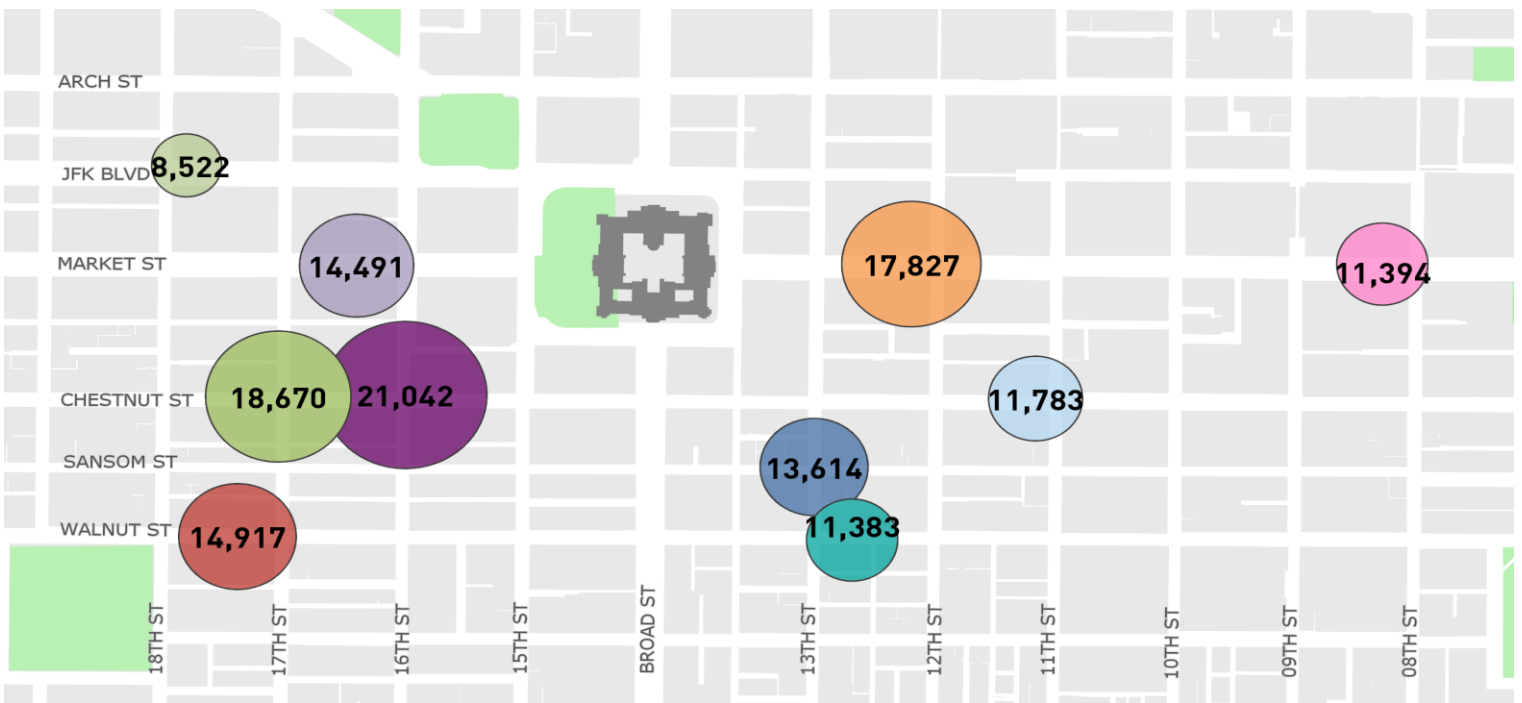 ARCH ST
JFK BLVD
8,522
MARKET ST
14,491
17,827
11,394
CHESTNUT ST
18,670
21,042
11,783
SANSOM ST
13,614
WALNUT ST
14,917
11,383
18TH ST
17TH ST
16TH ST
15TH ST
BROAD ST
13TH ST
12TH ST
11TH ST
10TH ST
09TH ST
08TH ST